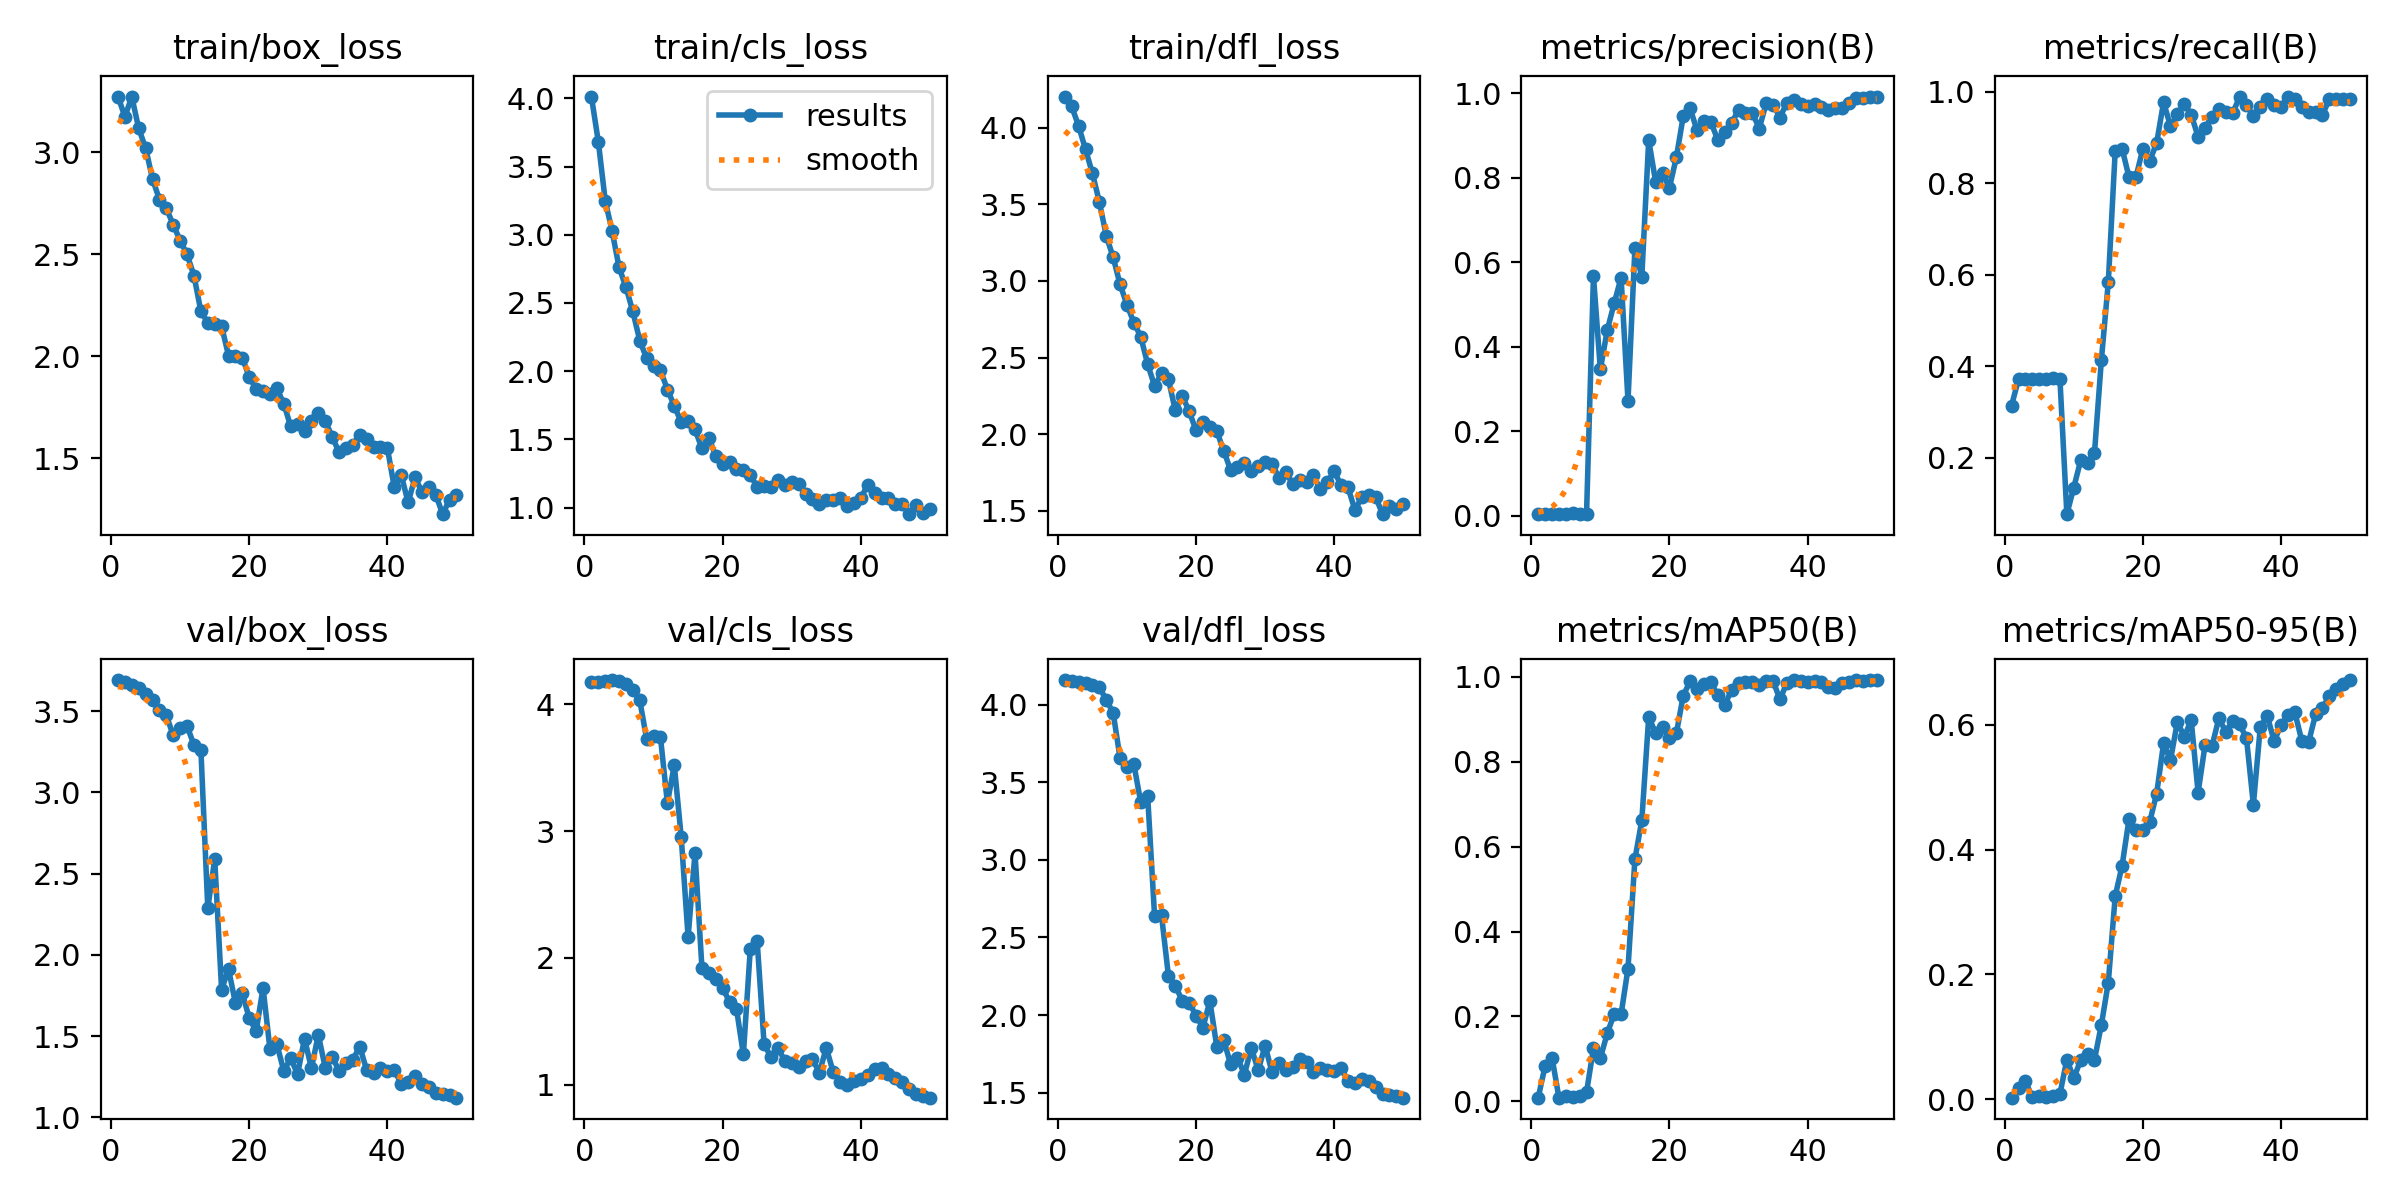 train/box_loss
3.0
2.5
2.0
1.5
0 20 40
train/cls_loss
results
smooth
4.0
3.5
3.0
2.5
2.0
1.5
1.0
0 20 40
train/dfl_loss
4.0
3.5
3.0
2.5
2.0
1.5
0 20 40
metrics/precision(B)
1.0
0.8
0.6
0.4
0.2
0.0
0 20 40
metrics/recall(B)
1.0
0.8
0.6
0.4
0.2
0 20 40
val/box_loss
3.5
3.0
2.5
2.0
1.5
1.0
0 20 40
val/cls_loss
4
3
2
1
0 20 40
val/dfl_loss
4.0
3.5
3.0
2.5
2.0
1.5
0 20 40
metrics/mAP50(B)
1.0
0.8
0.6
0.4
0.2
0.0
0 20 40
metrics/mAP50-95(B)
0.6
0.4
0.2
0.0
0 20 40